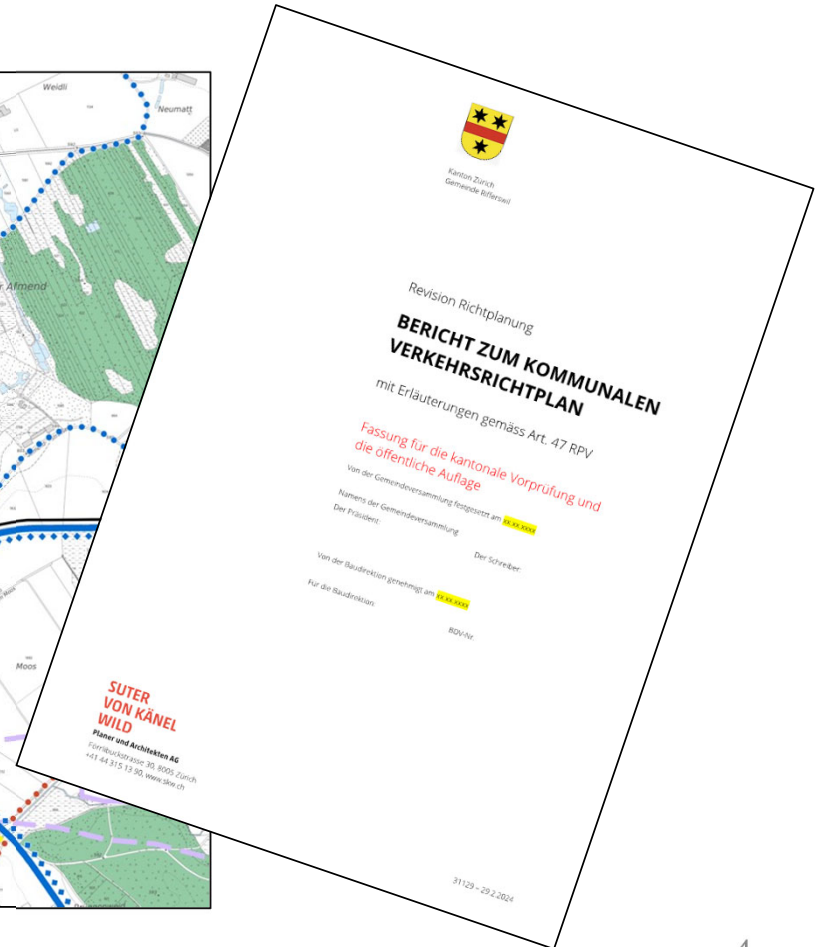 Weidli
Neumatt
r Allmend
Moos
Kanton Zürich
Gemeinde Rifferswil
Revision Richtplanung
BERICHT ZUM KOMMUNALEN
VERKEHRSRICHTPLAN
mit Erläuterungen gemäss Art. 47 RPV
Fassung für die kantonale Vorprüfung und
die öffentliche Auflage
Von der Gemeindeversammlung festgesetzt am xx.xx.xxxx
Namens der Gemeindeversammlung
Der Präsident:
Der Schreiber:
Von der Baudirektion genehmigt am xx.xx.xxxx
Für die Baudirektion:
BDV-Nr.
SUTER
VON KÄNEL
WILD
Planer und Architekten AG
Förrlibuckstrasse 30, 8005 Zürich
+41 44 315 13 90, www.skw.ch
31129 – 29.2.2024